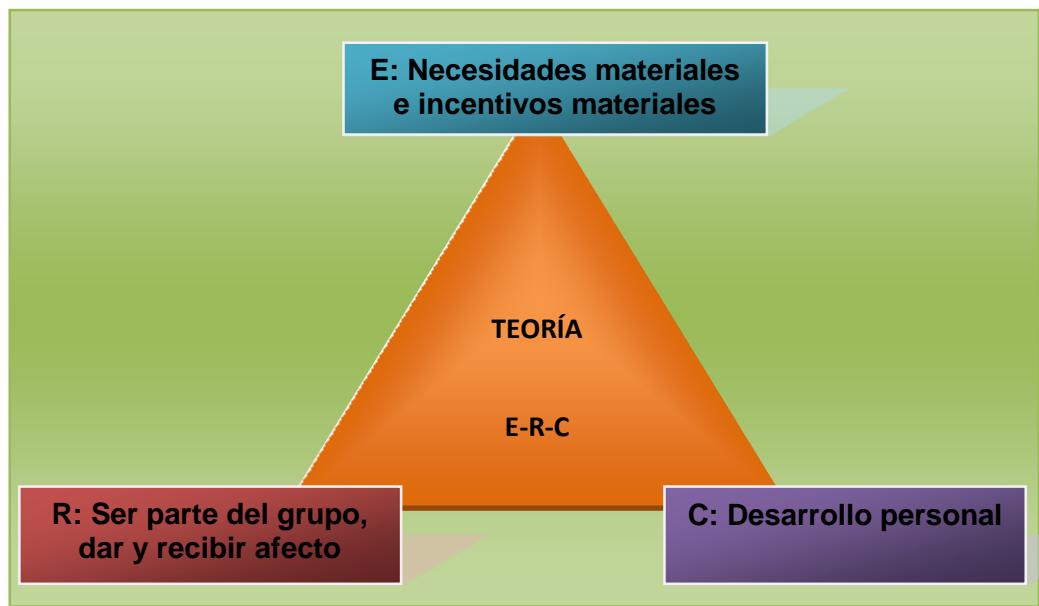 E: Necesidades materiales
e incentivos materiales
TEORÍA
E-R-C
R: Ser parte del grupo,
dar y recibir afecto
C: Desarrollo personal